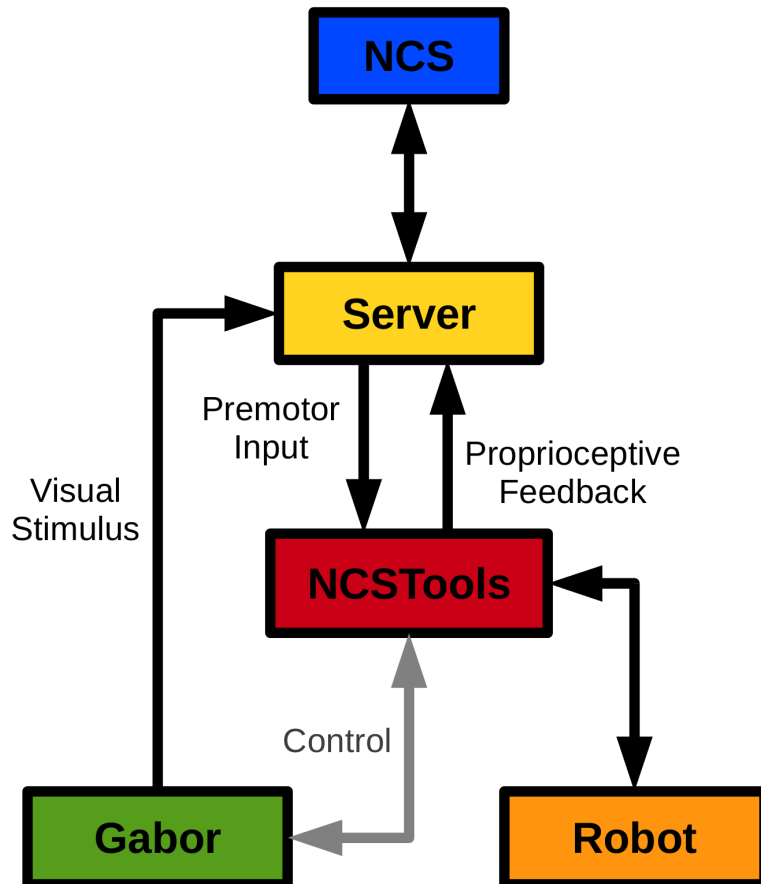 NCS
Server
Premotor
Input
Proprioceptive
Feedback
Visual
Stimulus
NCSTools
Control
Gabor
Robot